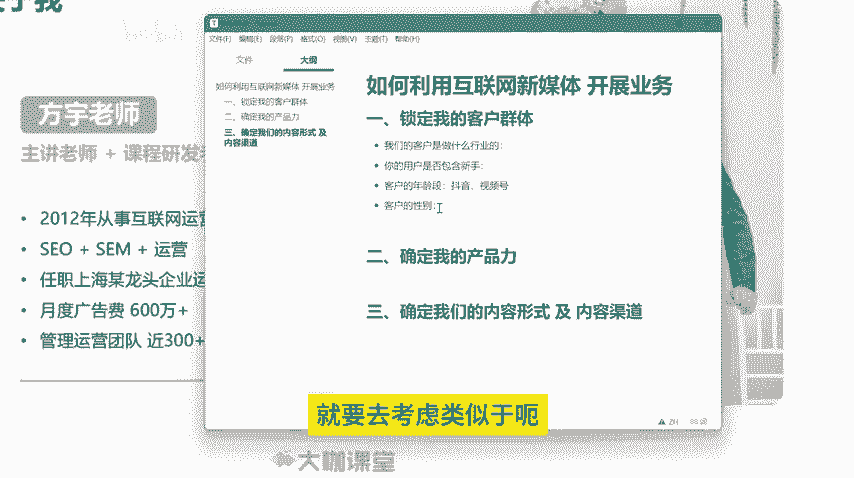 于我
文件(F) 编辑(E) 段落(P) 格式(O) 视图(V) 主题(T) 帮助(H)
文件 大纲
如何利用互联网新媒体 开展业务
一、锁定我的客户群体
二、确定我的产品力
三、确定我们的内容形式 及
内容渠道
如何利用互联网新媒体 开展业务
一、锁定我的客户群体
• 我们的客户是做什么行业的:
• 你的用户是否包含新手:
• 客户的年龄段:抖音、视频号
• 客户的性别:
二、确定我的产品力
三、确定我们的内容形式 及 内容渠道
方宇老师
主讲老师 + 课程研发
• 2012年从事互联网运营
• SEO + SEM + 运营
• 任职上海某龙头企业运
• 月度广告费 600万+
• 管理运营团队 近300+
就要去考虑类似于呃
大咖课堂